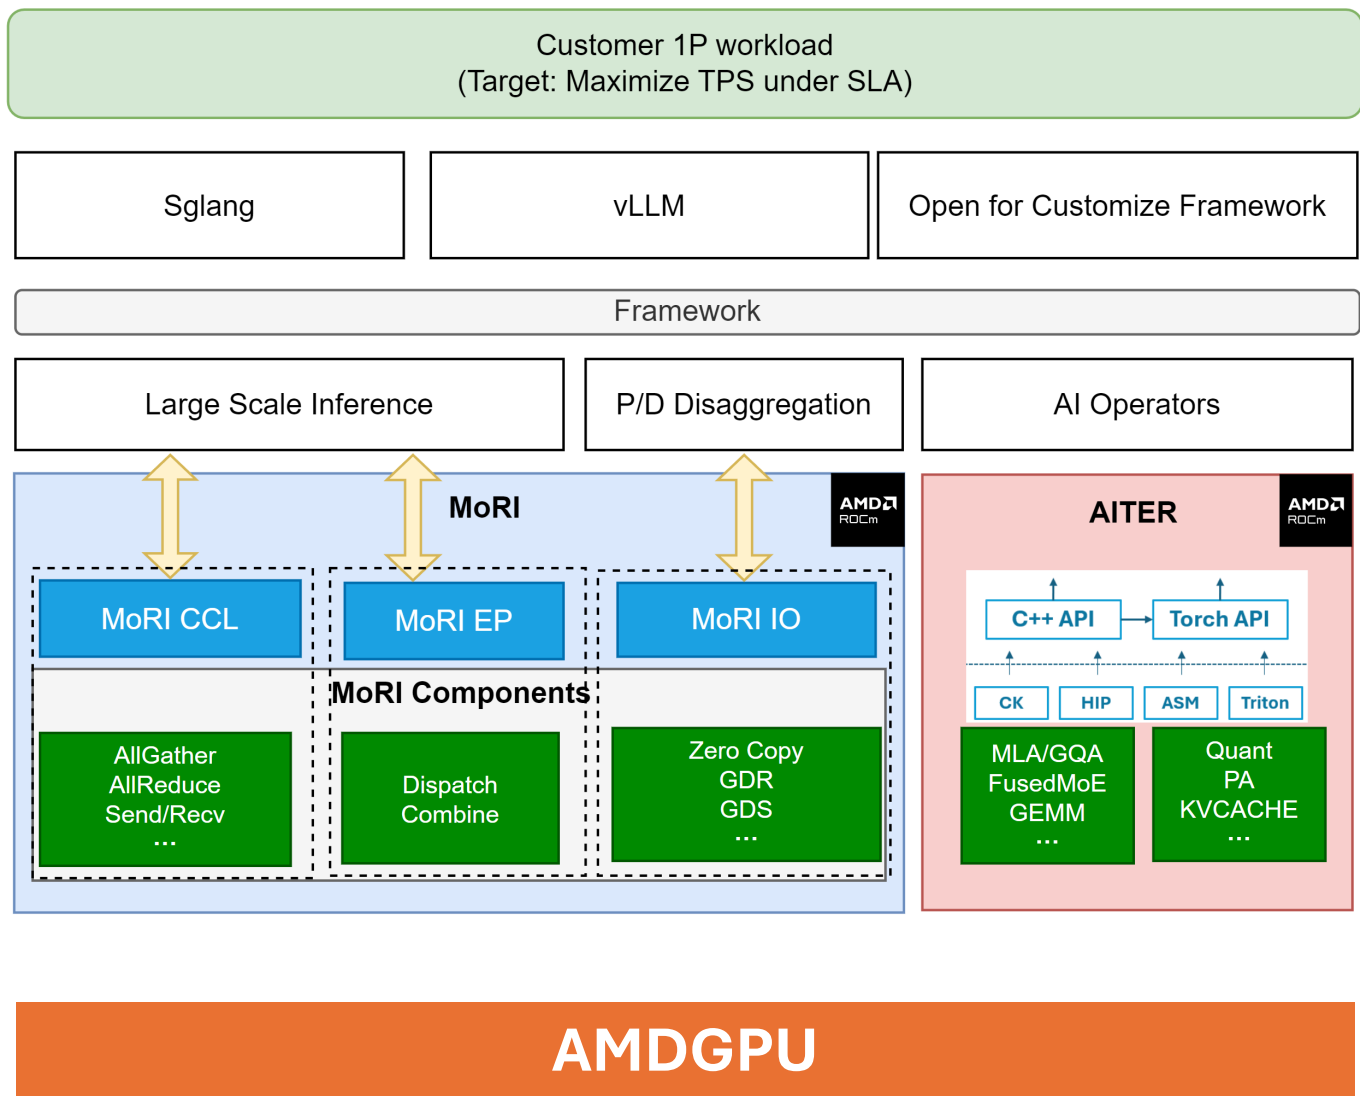 Customer 1P workload
(Target: Maximize TPS under SLA)
Sglang
vLLM
Open for Customize Framework
Framework
Large Scale Inference
P/D Disaggregation
AI Operators
MoRI
AMD
ROCm
AITER
AMD
ROCm
MoRI CCL
MoRI EP
MoRI IO
C++ API
Torch API
MoRI Components
CK
HIP
ASM
Triton
AllGather
AllReduce
Send/Recv
...
Dispatch
Combine
Zero Copy
GDR
GDS
...
MLA/GQA
FusedMoE
GEMM
...
Quant
PA
KVCACHE
...
AMDGPU